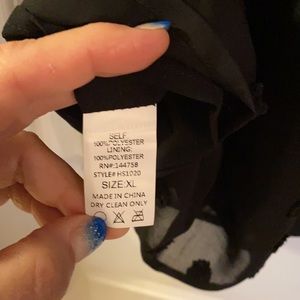 SELF
100%POLYESTER
LINING:
100%POLYESTER
RN#:144758
STYLE# HS1020
SIZE:XL
MADE IN CHINA
DRY CLEAN ONLY